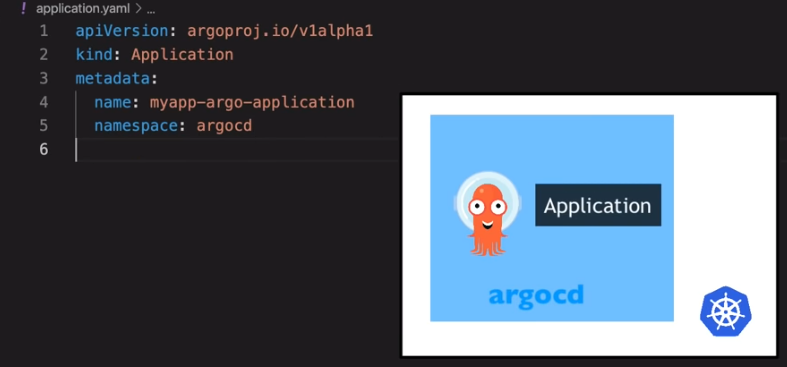 ! application.yaml > ...
1 apiVersion: argoproj.io/v1alpha1
2 kind: Application
3 metadata:
4 name: myapp-argo-application
5 namespace: argocd
6
Application
argocd